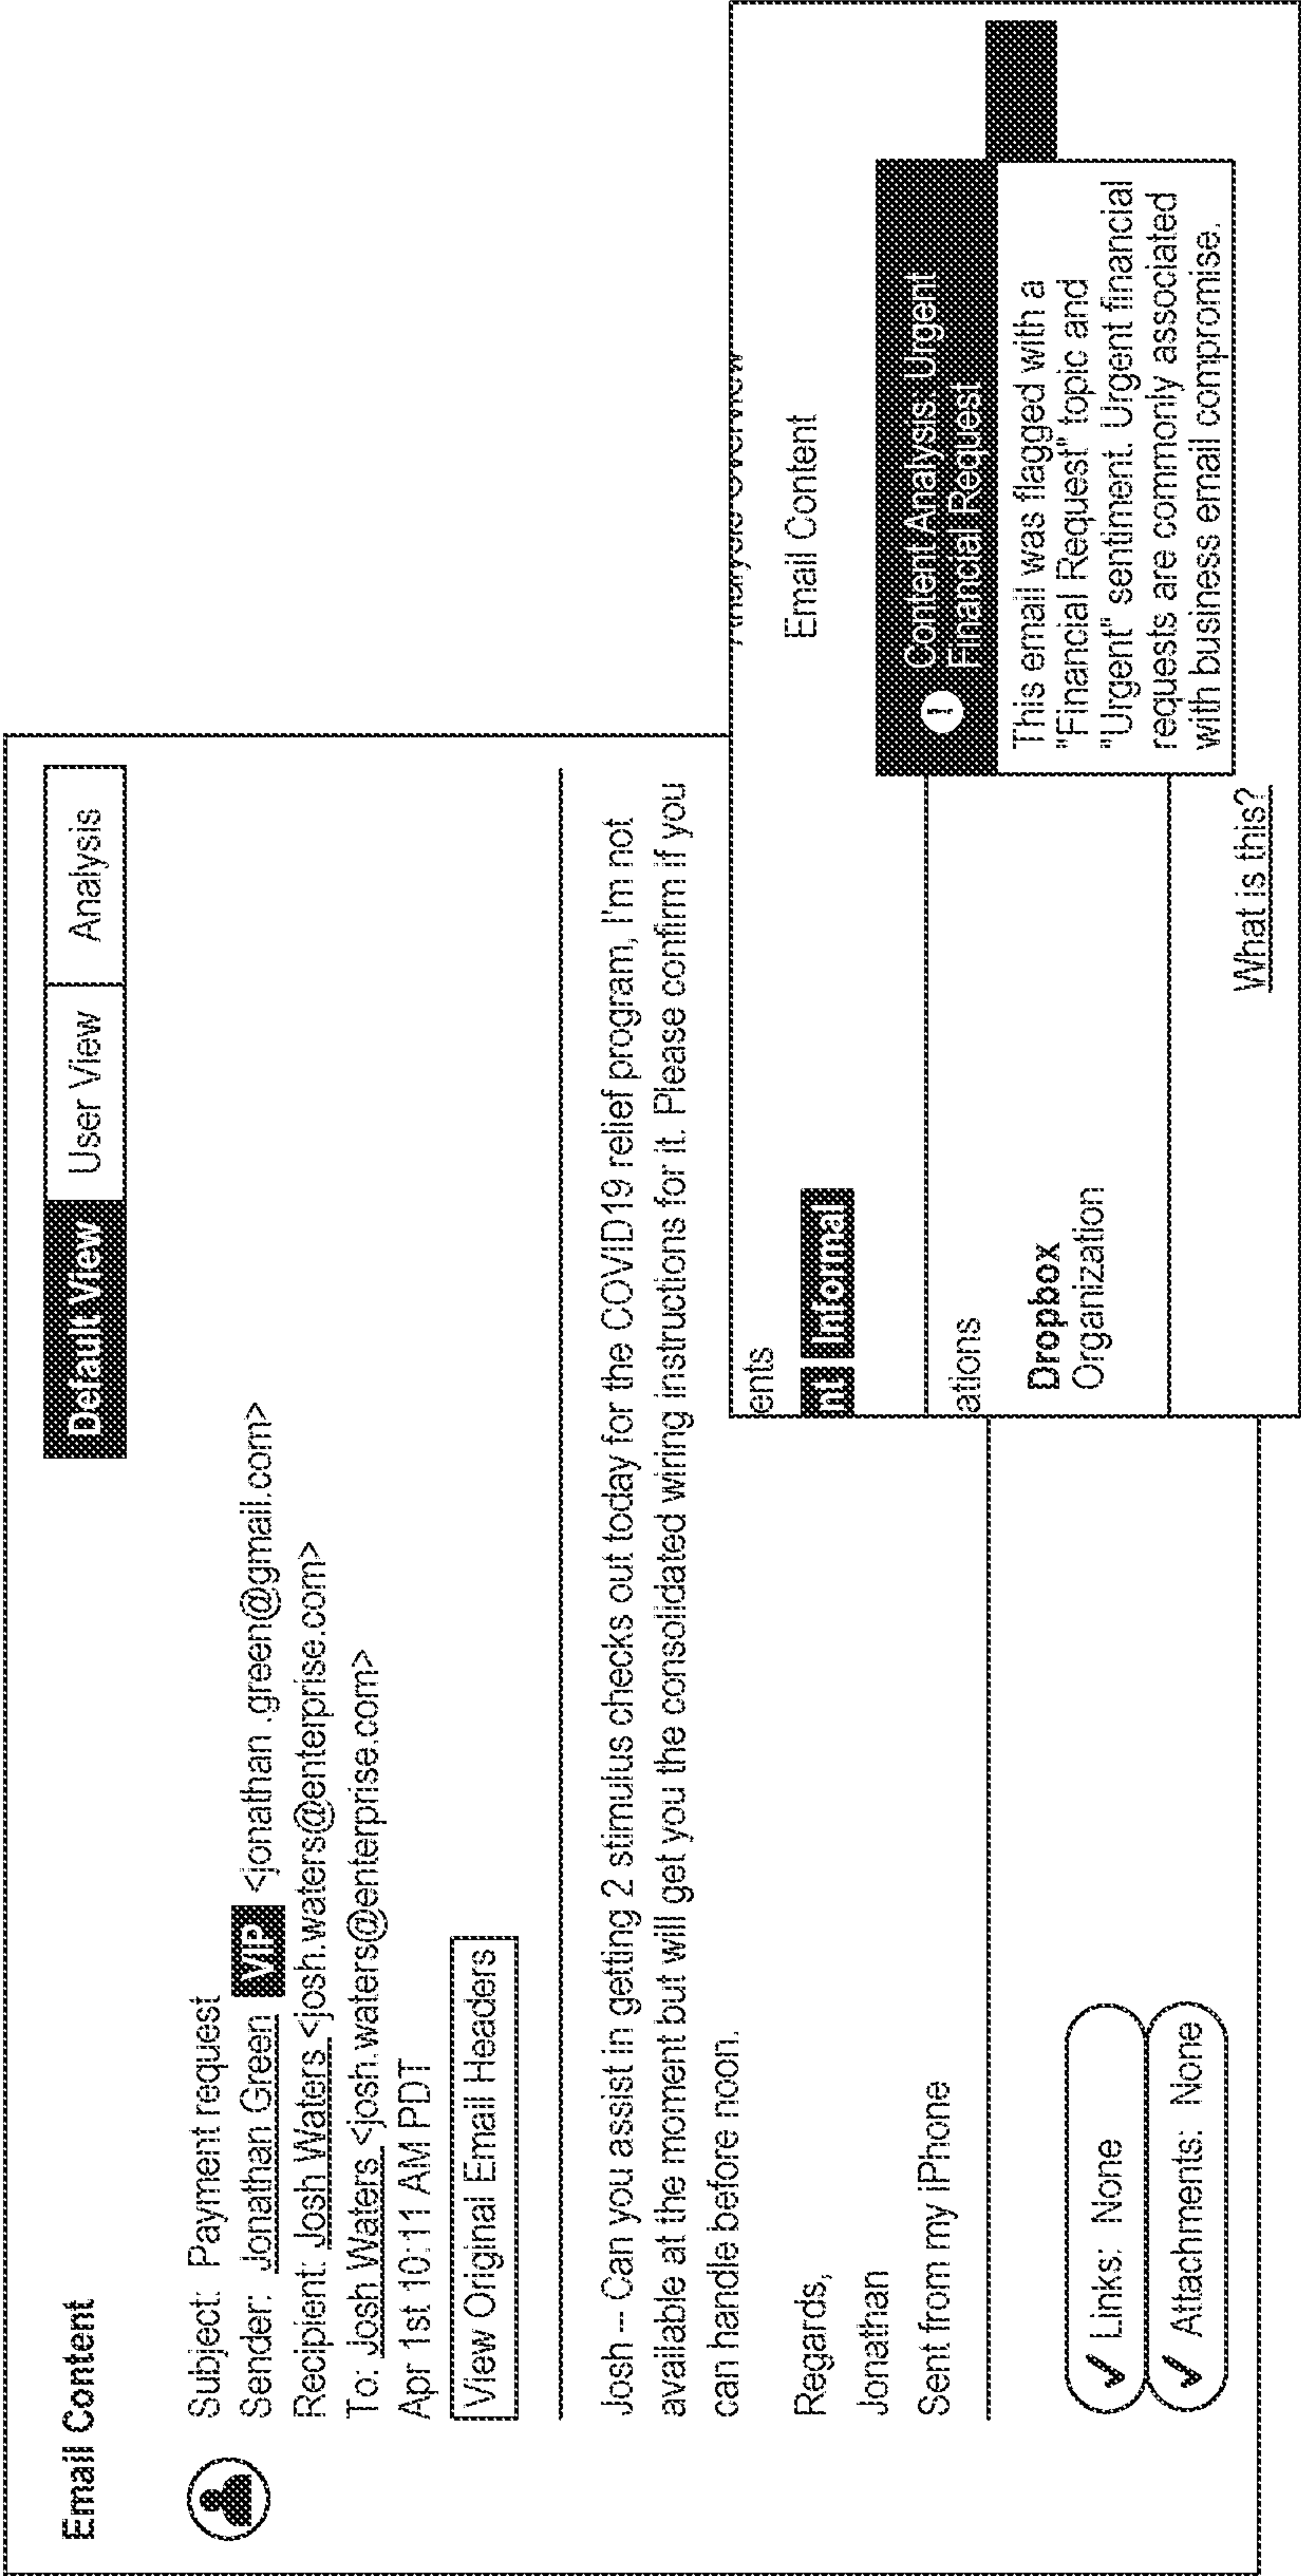 Email Content
Default View
User View
Analysis
Subject: Payment request
Sender: Jonathan Green VIP <jonathan .green@gmail.com>
Recipient: Josh Waters <josh.waters@enterprise.com>
To: Josh Waters <josh.waters@enterprise.com>
Apr 1st 10:11 AM PDT
View Original Email Headers
Josh -- Can you assist in getting 2 stimulus checks out today for the COVID19 relief program, I'm not
available at the moment but will get you the consolidated wiring instructions for it. Please confirm if you
can handle before noon.
Regards,
Jonathan
Sent from my iPhone
Links: None
Attachments: None
Analysis Overview
ents
Email Content
nt Informal
ations
Dropbox
Organization
! Content Analysis: Urgent
Financial Request
This email was flagged with a
"Financial Request" topic and
"Urgent" sentiment. Urgent financial
requests are commonly associated
with business email compromise.
What is this?